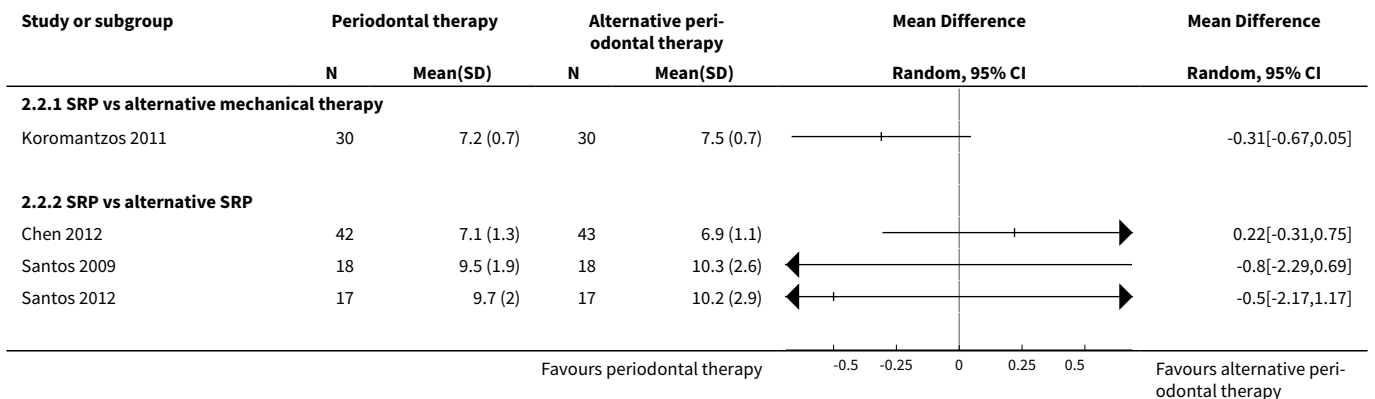 Study or subgroup Periodontal therapy Alternative peri- Mean Difference Mean Difference
odontal therapy
N Mean(SD) N Mean(SD) Random, 95% CI Random, 95% CI
2.2.1 SRP vs alternative mechanical therapy
Koromantzos 2011 30 7.2 (0.7) 30 7.5 (0.7) -0.31[-0.67,0.05]
2.2.2 SRP vs alternative SRP
Chen 2012 42 7.1 (1.3) 43 6.9 (1.1) 0.22[-0.31,0.75]
Santos 2009 18 9.5 (1.9) 18 10.3 (2.6) -0.8[-2.29,0.69]
Santos 2012 17 9.7 (2) 17 10.2 (2.9) -0.5[-2.17,1.17]
Favours periodontal therapy -0.5 -0.25 0 0.25 0.5 Favours alternative peri-
odontal therapy